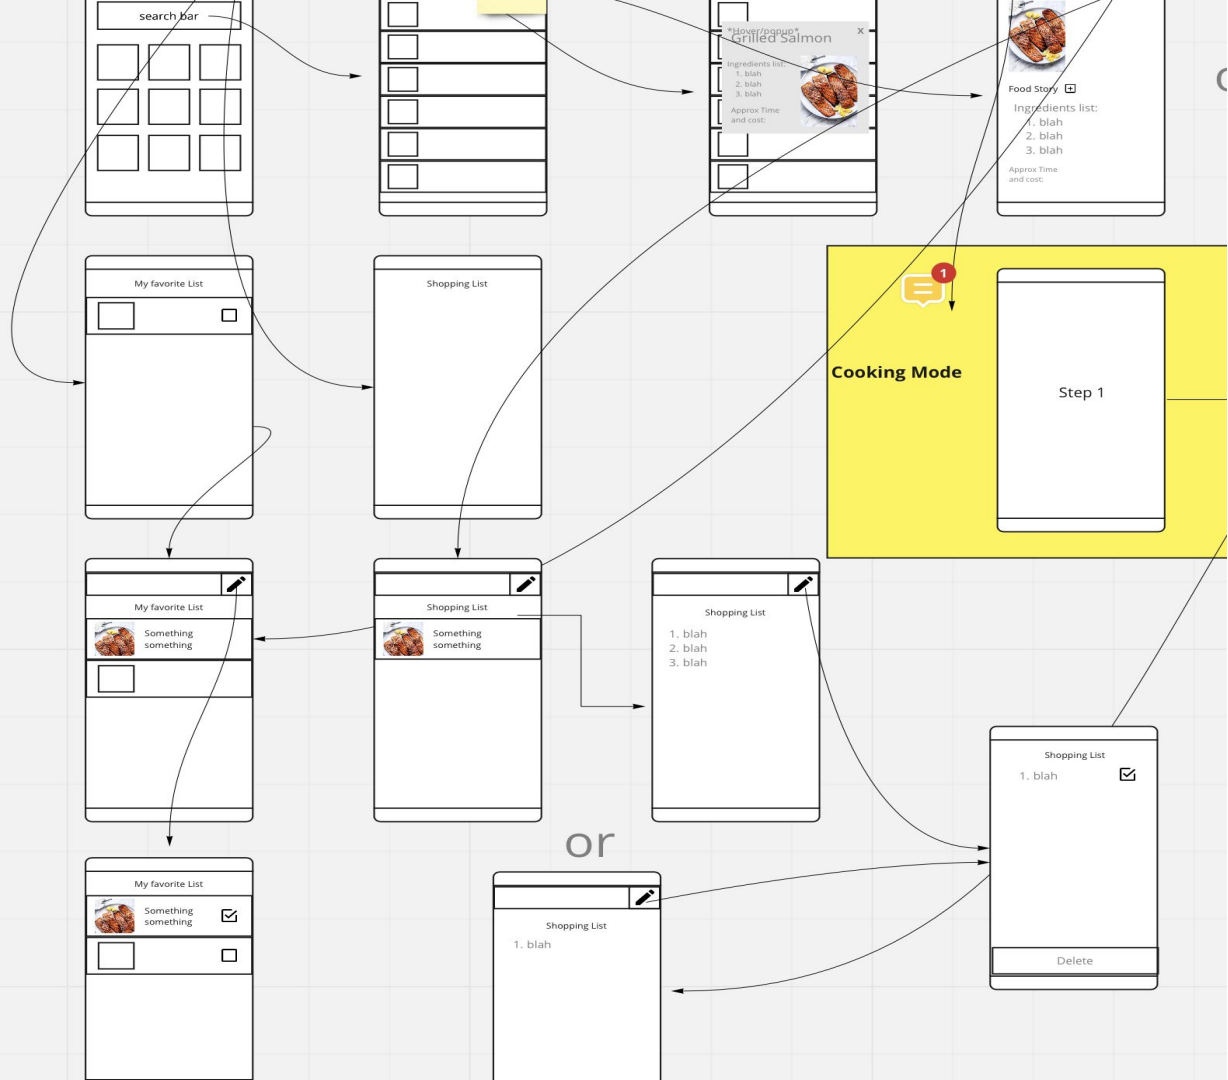 search bar
*Hover/popup*
x
Grilled Salmon
Ingredients list:
1. blah
2. blah
3. blah
Approx Time
and cost:
Food Story
Ingredients list:
1. blah
2. blah
3. blah
Approx Time
and cost:
My favorite List
Shopping List
1
Cooking Mode
Step 1
My favorite List
Something
something
Shopping List
Something
something
Shopping List
1. blah
2. blah
3. blah
Shopping List
1. blah
Delete
or
My favorite List
Something
something
Shopping List
1. blah